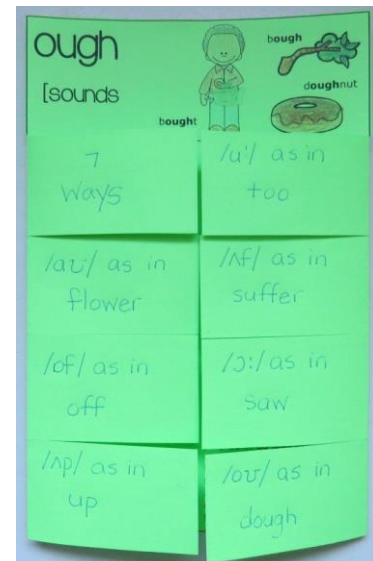 ough
[sounds
bought
bough
doughnut
7
ways
/u:/ as in
too
/aʊ/ as in
flower
/ʌf/ as in
suffer
/ɒf/ as in
off
/ɔ:/ as in
saw
/ʌp/ as in
up
/oʊ/ as in
dough